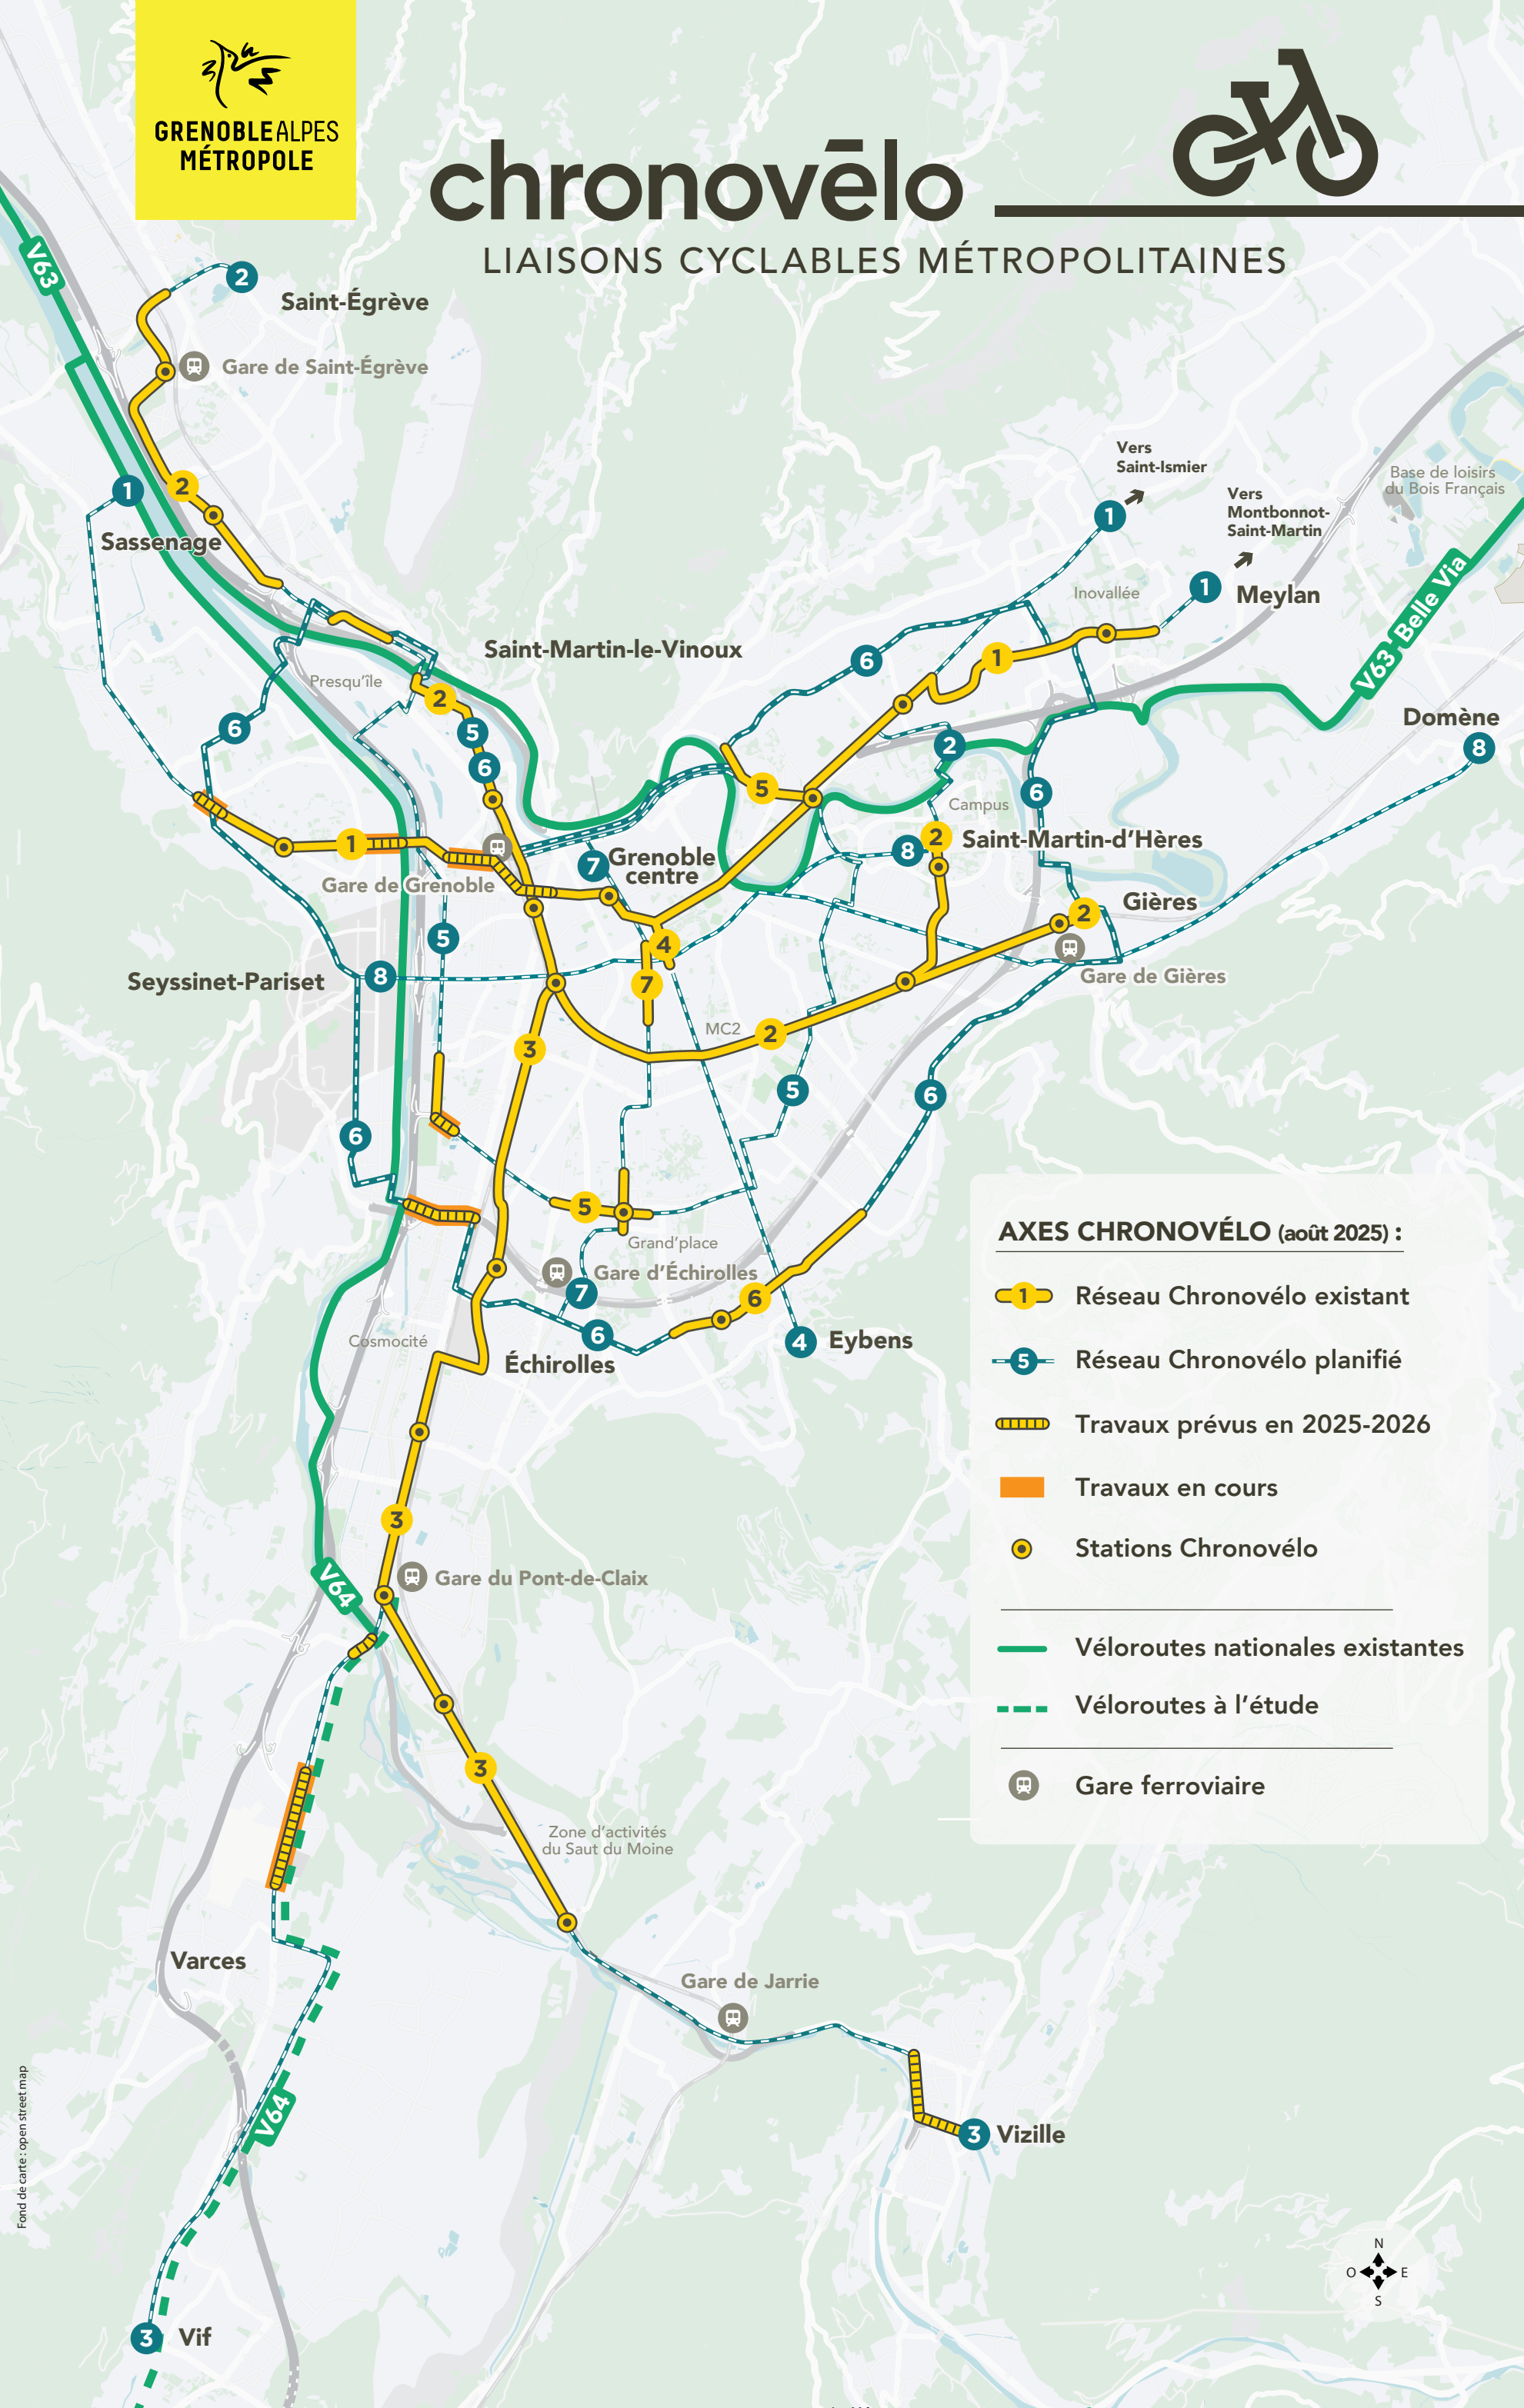 GRENOBLEALPES
MÉTROPOLE
chronovēlo
LIAISONS CYCLABLES MÉTROPOLITAINES
V63
2
Saint-Égrève
Gare de Saint-Égrève
1
2
Sassenage
Vers
Saint-Ismier
1
Vers
Montbonnot-
Saint-Martin
Base de loisirs
du Bois Français
1
Meylan
Inovallée
V63 Belle Via
Saint-Martin-le-Vinoux
Presqu’île
6
1
2
5
6
6
Domène
8
2
5
6
Campus
1
7
Grenoble
centre
8
2
Saint-Martin-d’Hères
Gare de Grenoble
Gières
2
5
4
Gare de Gières
Seyssinet-Pariset
8
7
MC2
2
3
5
6
6
5
Grand’place
Gare d’Échirolles
7
6
6
4
Eybens
Cosmocité
Échirolles
3
Gare du Pont-de-Claix
V64
3
Zone d’activités
du Saut du Moine
Varces
Gare de Jarrie
V64
3
Vizille
3
Vif
AXES CHRONOVÉLO (août 2025) :
1
Réseau Chronovélo existant
5
Réseau Chronovélo planifié
Travaux prévus en 2025-2026
Travaux en cours
Stations Chronovélo
Véloroutes nationales existantes
Véloroutes à l’étude
Gare ferroviaire
N
O
E
S
Fond de carte : open street map